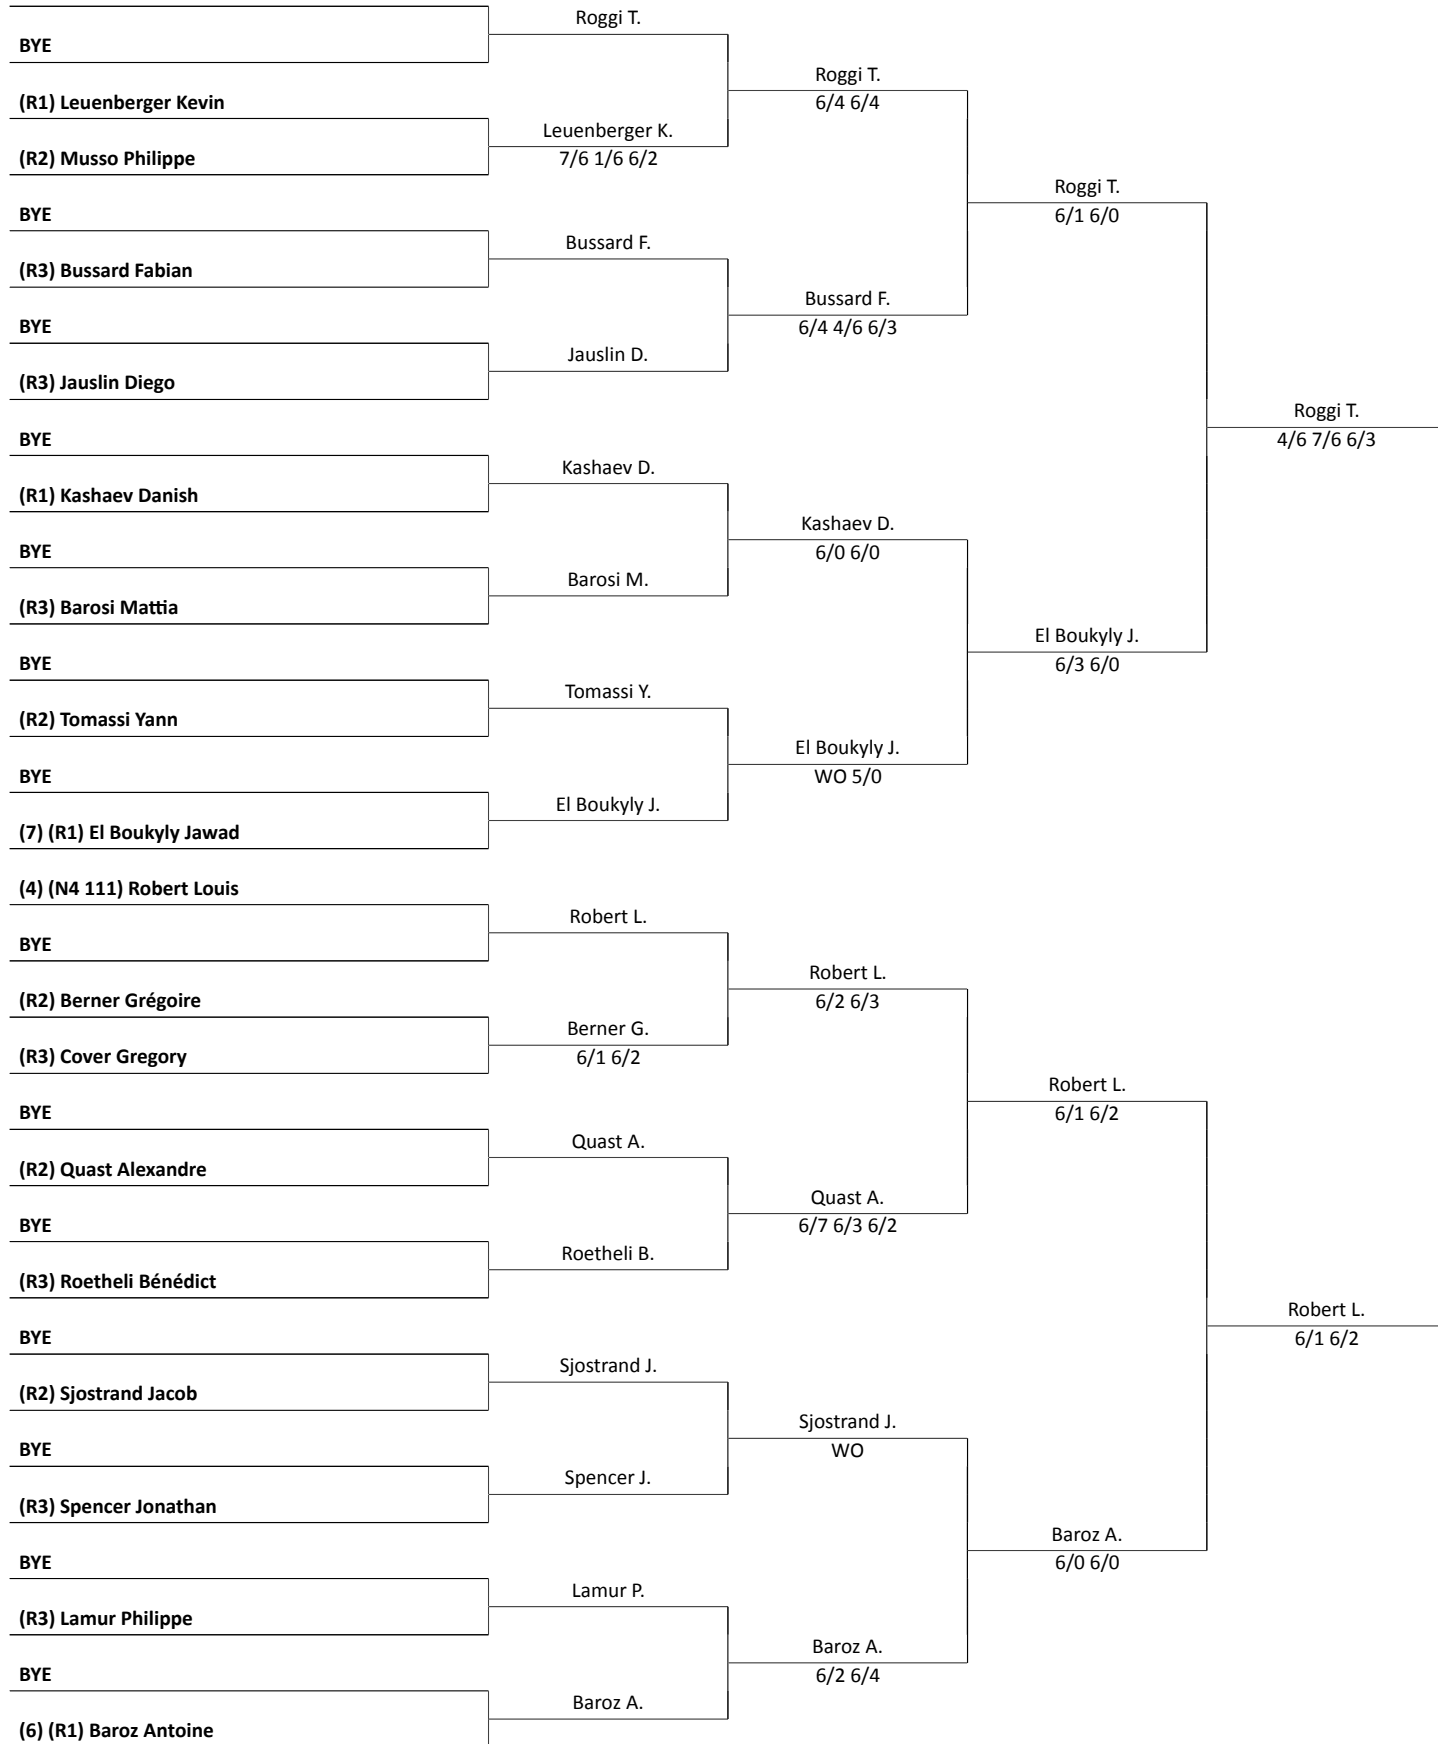 Roggi T.
BYE
Roggi T.
(R1) Leuenberger Kevin
6/4 6/4
Leuenberger K.
(R2) Musso Philippe
7/6 1/6 6/2
Roggi T.
BYE
6/1 6/0
Bussard F.
(R3) Bussard Fabian
Bussard F.
BYE
6/4 4/6 6/3
Jauslin D.
(R3) Jauslin Diego
Roggi T.
BYE
4/6 7/6 6/3
Kashaev D.
(R1) Kashaev Danish
Kashaev D.
BYE
6/0 6/0
Barosi M.
(R3) Barosi Mattia
El Boukyly J.
BYE
6/3 6/0
Tomassi Y.
(R2) Tomassi Yann
El Boukyly J.
BYE
WO 5/0
El Boukyly J.
(7) (R1) El Boukyly Jawad
(4) (N4 111) Robert Louis
Robert L.
BYE
Robert L.
(R2) Berner Grégoire
6/2 6/3
Berner G.
(R3) Cover Gregory
6/1 6/2
Robert L.
BYE
6/1 6/2
Quast A.
(R2) Quast Alexandre
Quast A.
BYE
6/7 6/3 6/2
Roetheli B.
(R3) Roetheli Bénédict
Robert L.
BYE
6/1 6/2
Sjostrand J.
(R2) Sjostrand Jacob
Sjostrand J.
BYE
WO
Spencer J.
(R3) Spencer Jonathan
Baroz A.
BYE
6/0 6/0
Lamur P.
(R3) Lamur Philippe
Baroz A.
BYE
6/2 6/4
Baroz A.
(6) (R1) Baroz Antoine